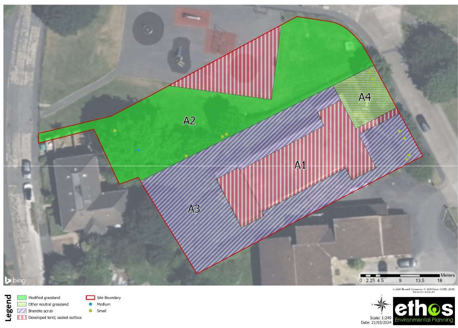 A4
A2
A1
A3
bing
Meters
0 2.25 4.5 9 13.5 18
Legend
Modified grassland
Other neutral grassland
Bramble scrub
Developed land; sealed surface
Site Boundary
Medium
Small
Scale: 1:249
Date: 21/03/2024
ethos
Environmental Planning